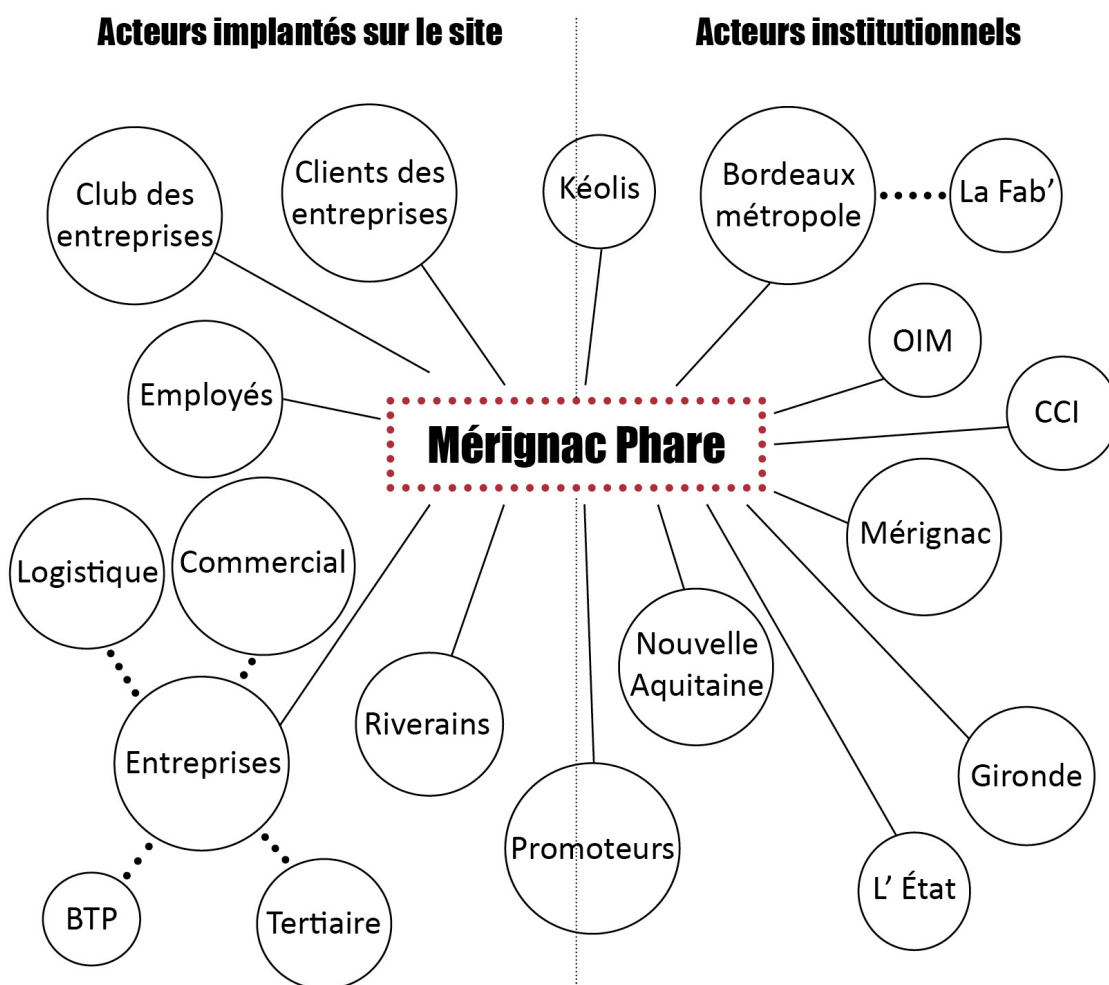 Acteurs implantés sur le site
Acteurs institutionnels
Club des
entreprises
Clients des
entreprises
Kéolis
Bordeaux
métropole
La Fab’
OIM
Employés
CCI
Mérignac Phare
Mérignac
Logistique
Commercial
Nouvelle
Aquitaine
Riverains
Entreprises
Gironde
Promoteurs
L’ État
BTP
Tertiaire